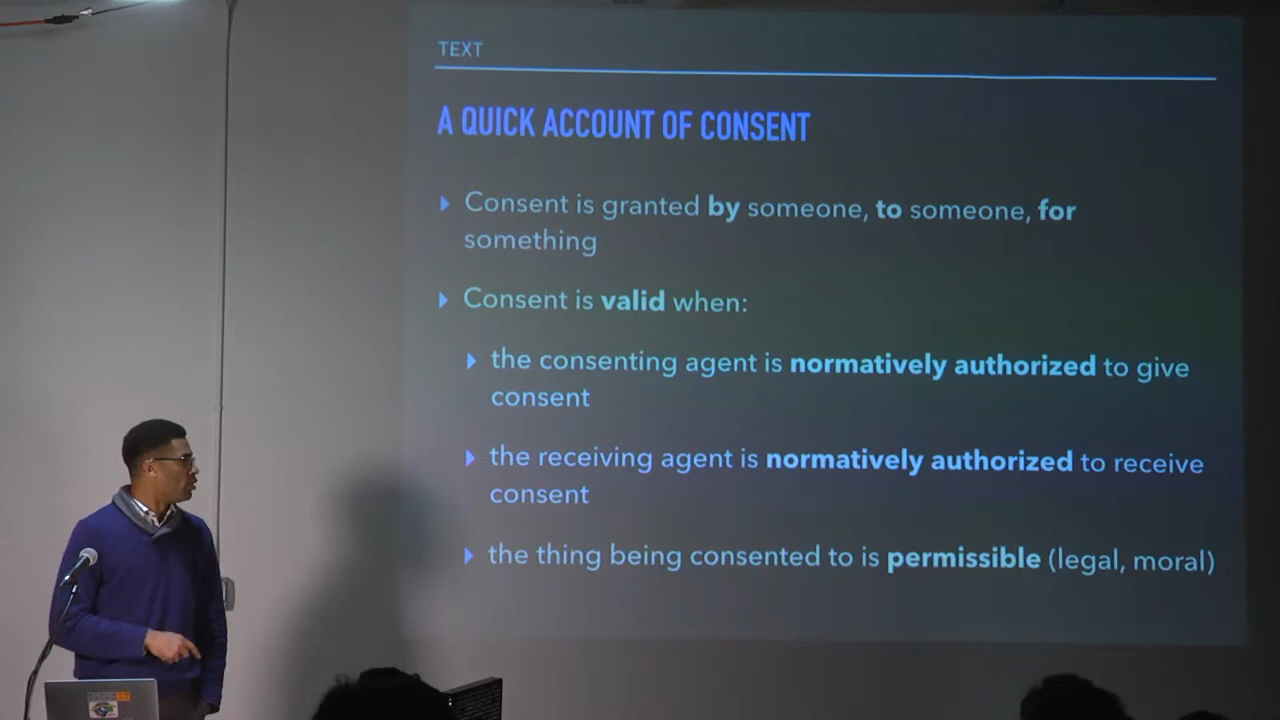 TEXT
A QUICK ACCOUNT OF CONSENT
Consent is granted by someone, to someone, for
something
Consent is valid when:
the consenting agent is normatively authorized to give
consent
the receiving agent is normatively authorized to receive
consent
the thing being consented to is permissible (legal, moral)